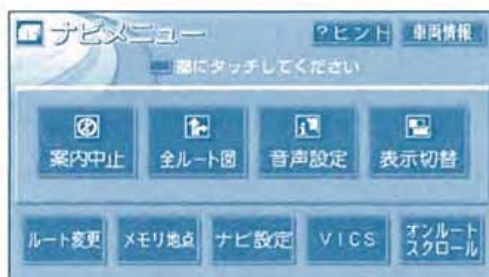 ナビメニュー ?ヒント 車両情報
部にタッチしてください
案内中止 全ルート図 音声設定 表示切替
ルート変更 メモリ地点 ナビ設定 VICS オンルート
スクロール